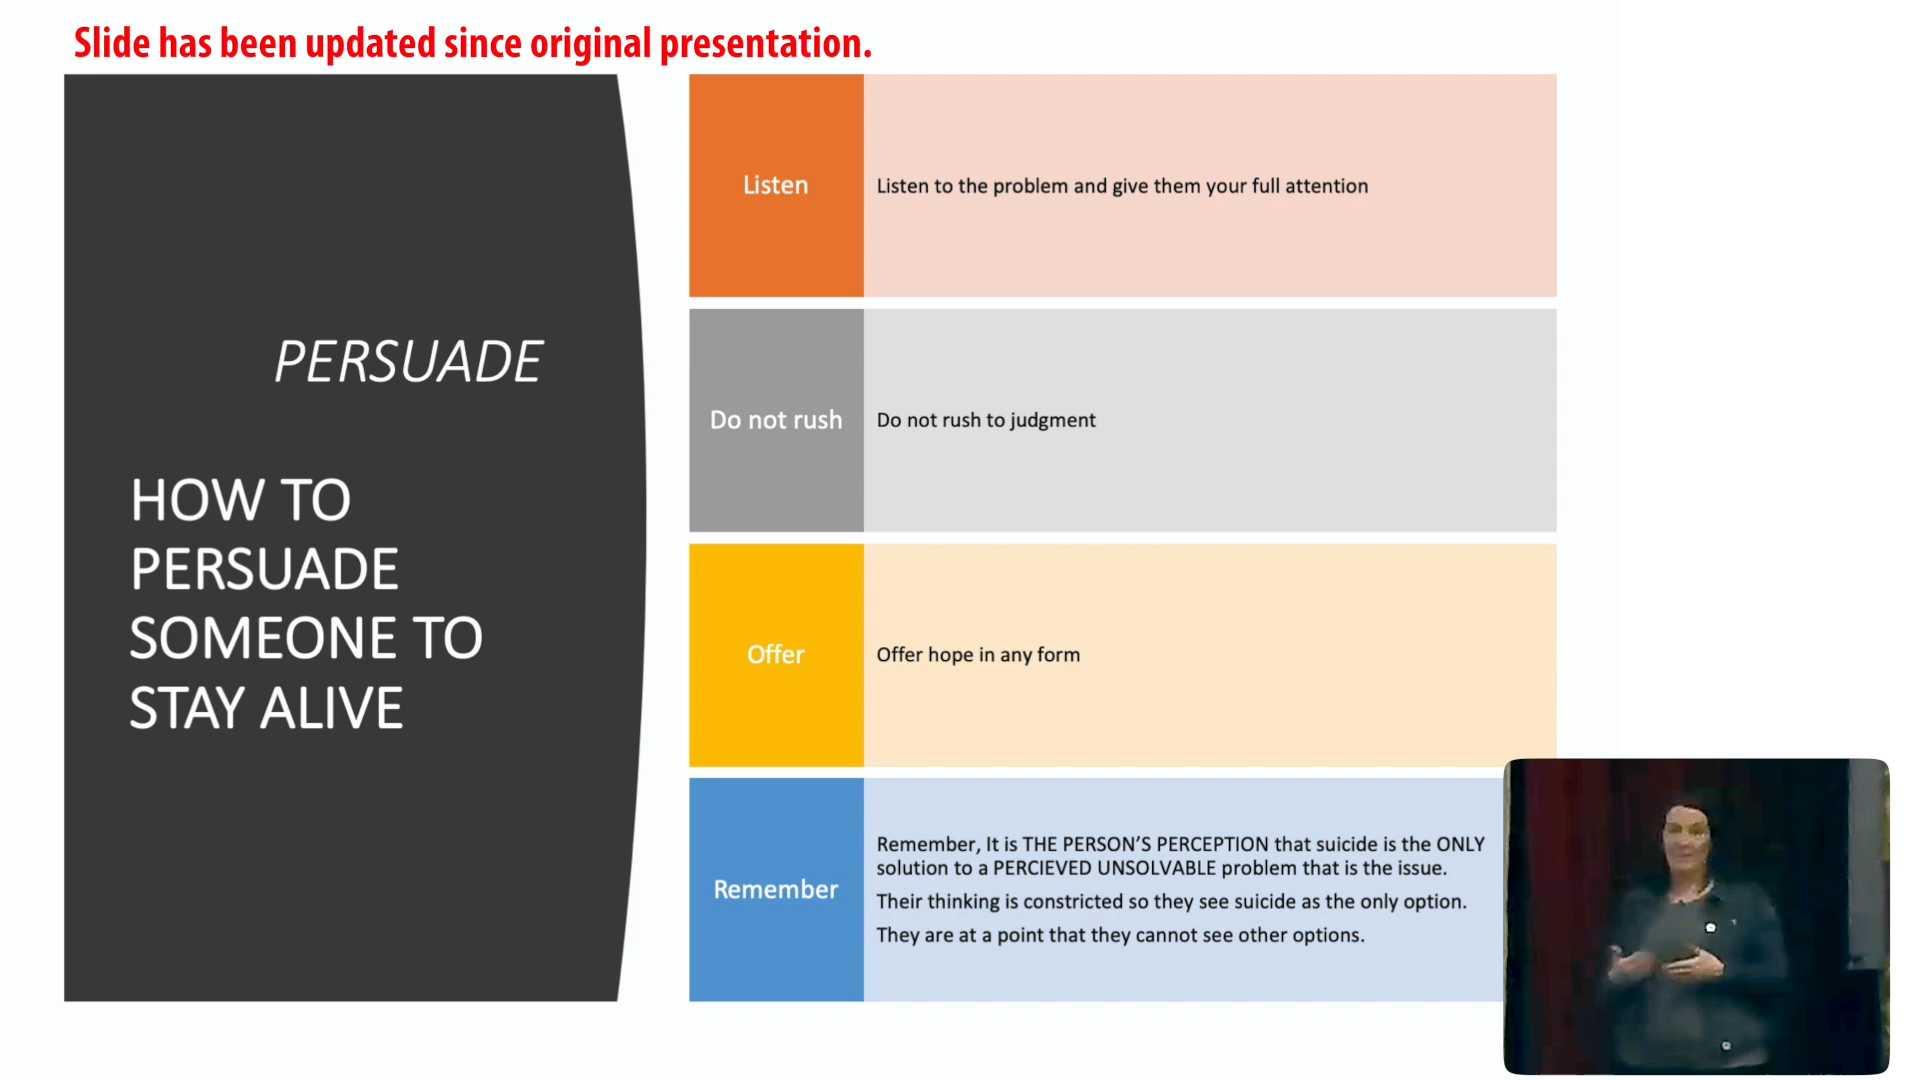 Slide has been updated since original presentation.
PERSUADE
HOW TO
PERSUADE
SOMEONE TO
STAY ALIVE
Listen
Listen to the problem and give them your full attention
Do not rush
Do not rush to judgment
Offer
Offer hope in any form
Remember
Remember, It is THE PERSON’S PERCEPTION that suicide is the ONLY
solution to a PERCIEVED UNSOLVABLE problem that is the issue.
Their thinking is constricted so they see suicide as the only option.
They are at a point that they cannot see other options.